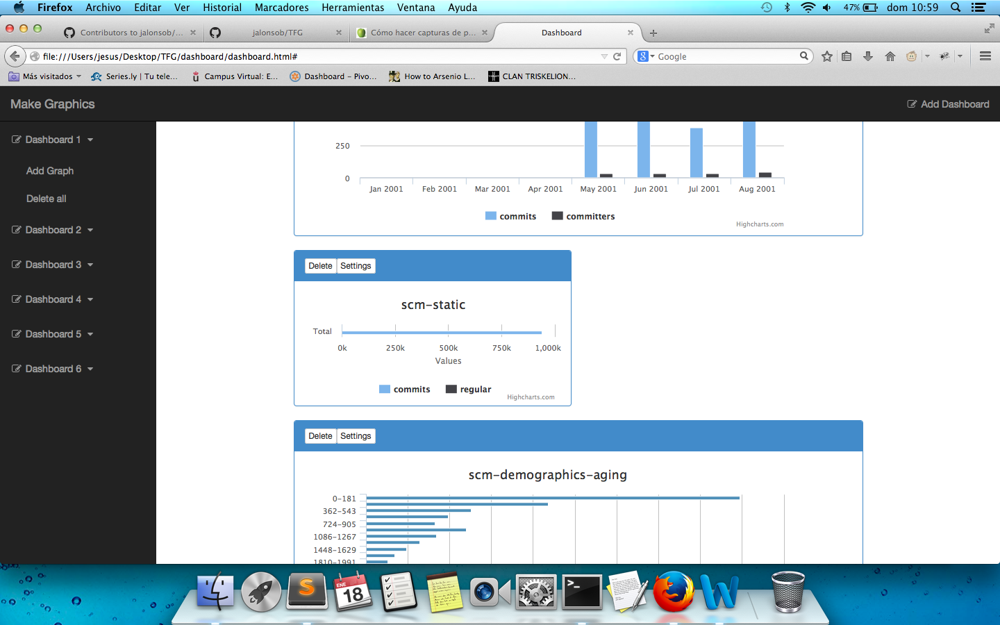 Firefox Archivo Editar Ver Historial Marcadores Herramientas Ventana Ayuda 47% dom 10:59
Contributors to jalonsob/... jalonsob/TFG Cómo hacer capturas de p... Dashboard
file:///Users/jesus/Desktop/TFG/dashboard/dashboard.html# Google
Más visitados Series.ly | Tu tele... Campus Virtual: E... Dashboard – Pivo... How to Arsenio L... CLAN TRISKELION...
Make Graphics Add Dashboard
Dashboard 1
Add Graph
Delete all
Dashboard 2
Dashboard 3
Dashboard 4
Dashboard 5
Dashboard 6
250
0
Jan 2001 Feb 2001 Mar 2001 Apr 2001 May 2001 Jun 2001 Jul 2001 Aug 2001
commits committers
Highcharts.com
Delete Settings
scm-static
Total
0k 250k 500k 750k 1,000k
Values
commits regular
Highcharts.com
Delete Settings
scm-demographics-aging
0-181
362-543
724-905
1086-1267
1448-1629
1810-1991
ENE
18